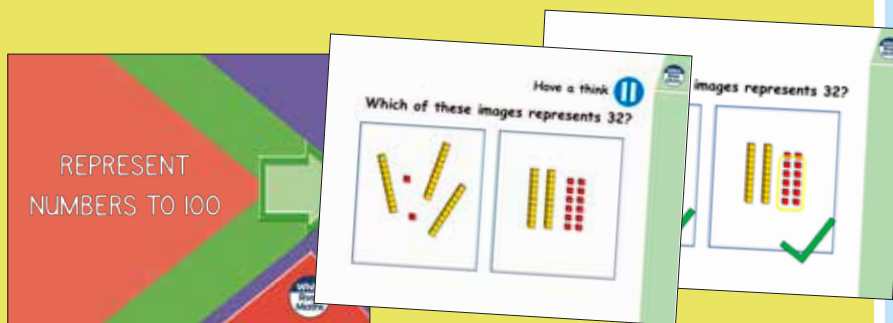 REPRESENT
NUMBERS TO 100
Have a think
Which of these images represents 32?
images represents 32?